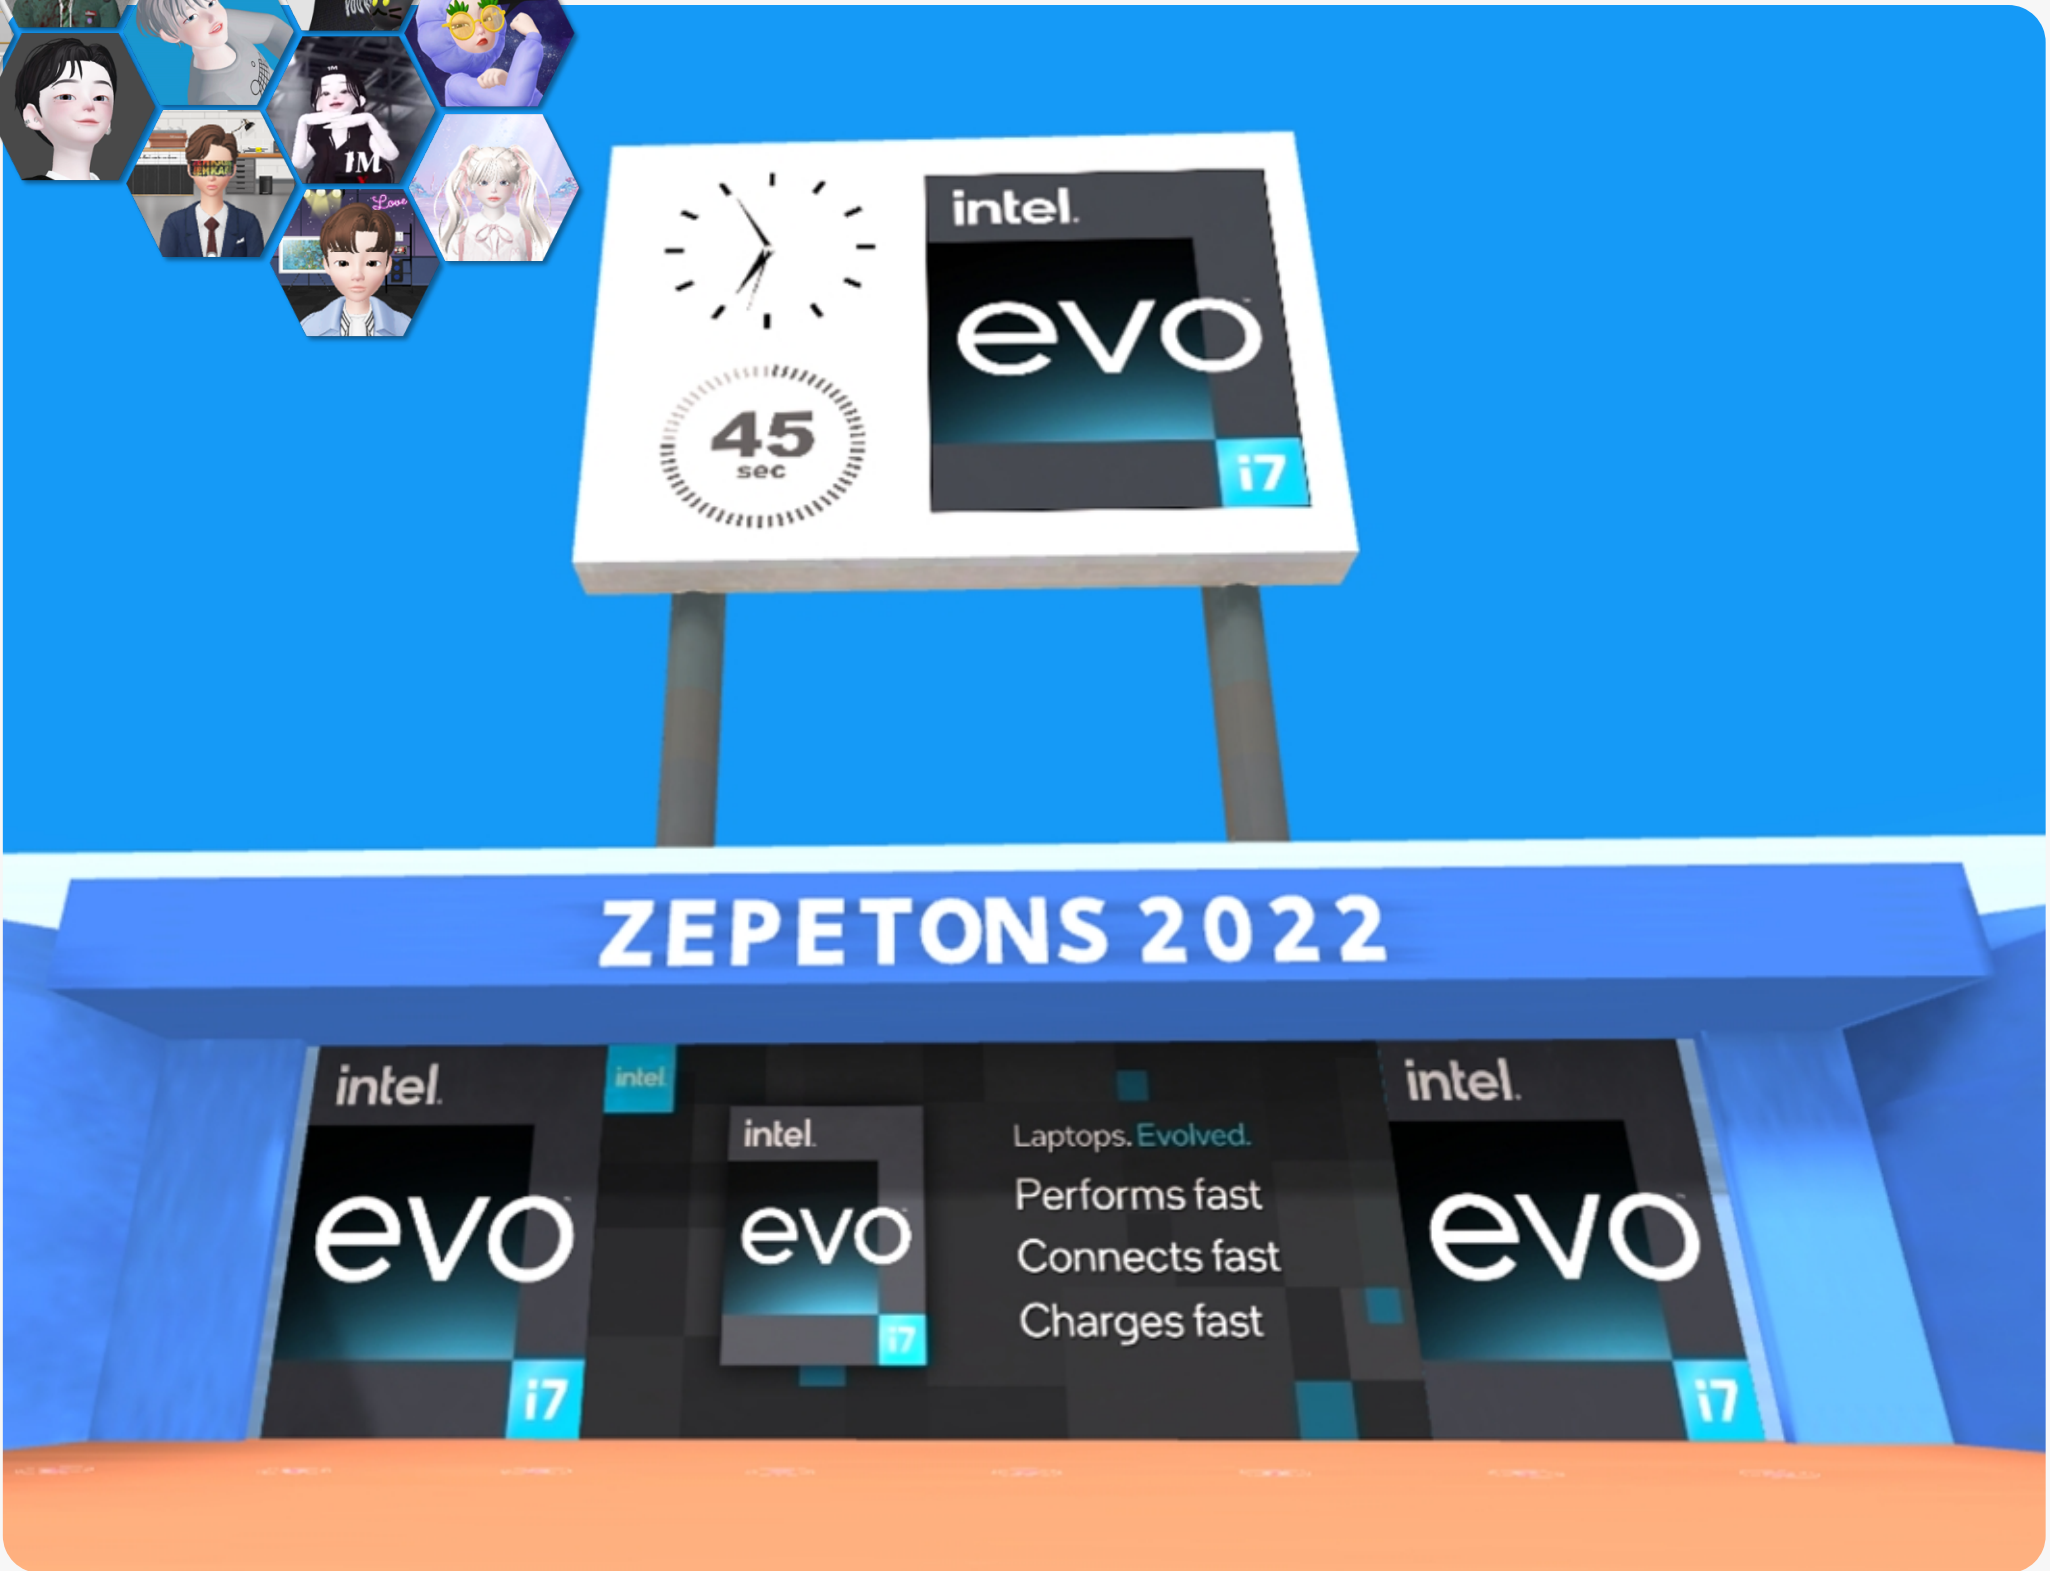 Love
1M
intel.
evo
i7
45
sec
ZEPETONS 2022
intel.
evo
i7
intel
intel.
evo
i7
Laptops. Evolved.
Performs fast
Connects fast
Charges fast
intel.
evo
i7